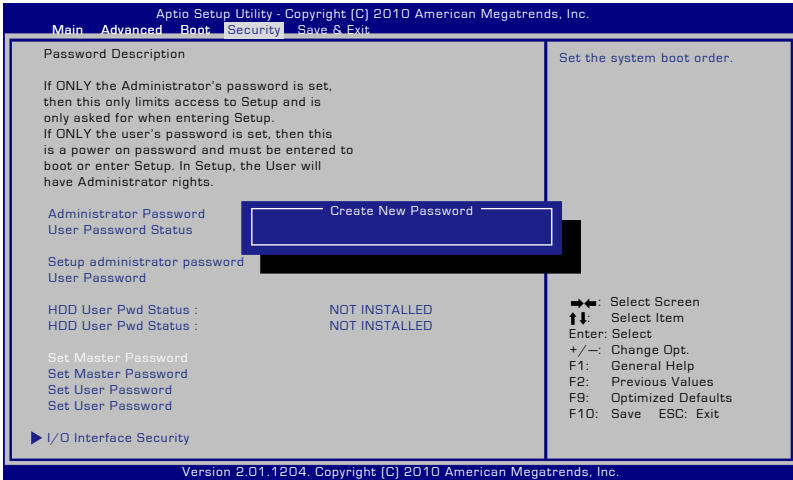 Aptio Setup Utility - Copyright (C) 2010 American Megatrends, Inc.
Main Advanced Boot Security Save & Exit
Password Description
If ONLY the Administrator's password is set,
then this only limits access to Setup and is
only asked for when entering Setup.
If ONLY the user's password is set, then this
is a power on password and must be entered to
boot or enter Setup. In Setup, the User will
have Administrator rights.
Administrator Password
User Password Status
Create New Password
Setup administrator password
User Password
HDD User Pwd Status : NOT INSTALLED
HDD User Pwd Status : NOT INSTALLED
Set Master Password
Set Master Password
Set User Password
Set User Password
I/O Interface Security
Set the system boot order.
→←: Select Screen
↑↓: Select Item
Enter: Select
+/—: Change Opt.
F1: General Help
F2: Previous Values
F9: Optimized Defaults
F10: Save ESC: Exit
Version 2.01.1204. Copyright (C) 2010 American Megatrends, Inc.